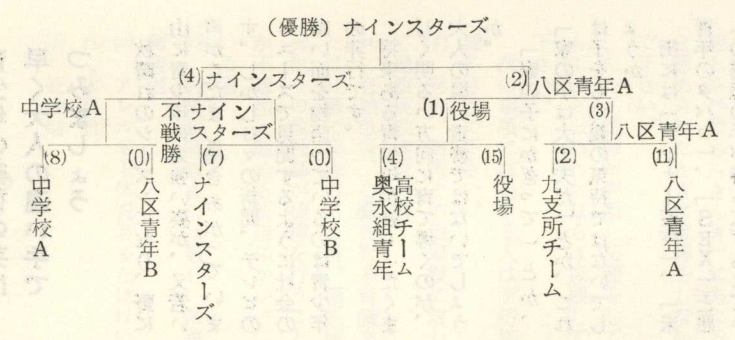 (優勝)ナインスターズ
(4) ナインスターズ (2) 八区青年A
中学校A 不戦勝 ナインスターズ (1) 役場 (3) 八区青年A
(8) (0) (7) (0) (4) (15) (2) (11)
中学校A
八区青年B
ナインスターズ
中学校B
高校チーム
奥永組青年
役場
九支所チーム
八区青年A